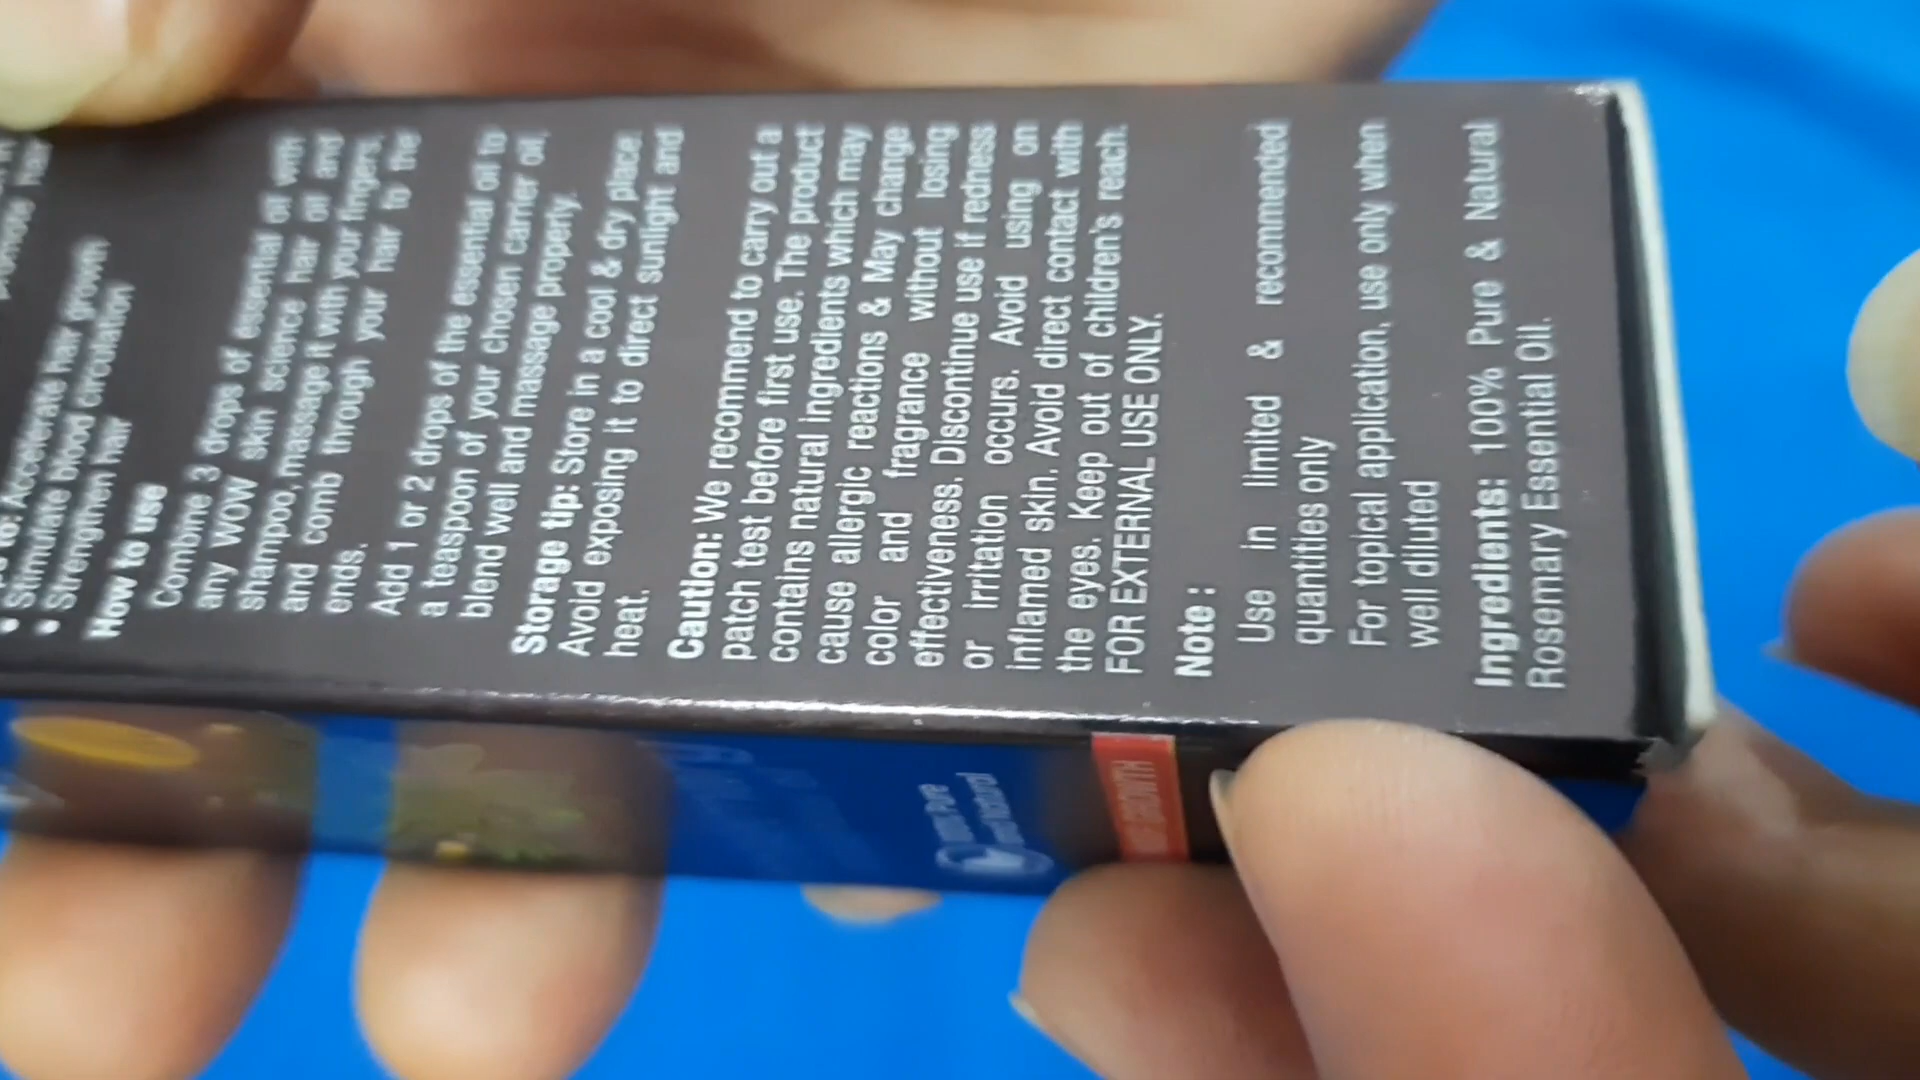 to: Accelerate hair growth
• Stimulate blood circulation
• Strengthen hair
How to use
Combine 3 drops of essential oil with
any WOW skin science hair oil and
shampoo, massage it with your fingers,
and comb through your hair to the
ends.
Add 1 or 2 drops of the essential oil to
a teaspoon of your chosen carrier oil,
blend well and massage properly.
Storage tip: Store in a cool & dry place.
Avoid exposing it to direct sunlight and
heat.
Caution: We recommend to carry out a
patch test before first use. The product
contains natural ingredients which may
cause allergic reactions & May change
color and fragrance without losing
effectiveness. Discontinue use if redness
or irritation occurs. Avoid using on
inflamed skin. Avoid direct contact with
the eyes. Keep out of children's reach.
FOR EXTERNAL USE ONLY.
Note :
Use in limited & recommended
quantities only
For topical application, use only when
well diluted
Ingredients: 100% Pure & Natural
Rosemary Essential Oil.
100% Pure
and Natural
GROWTH